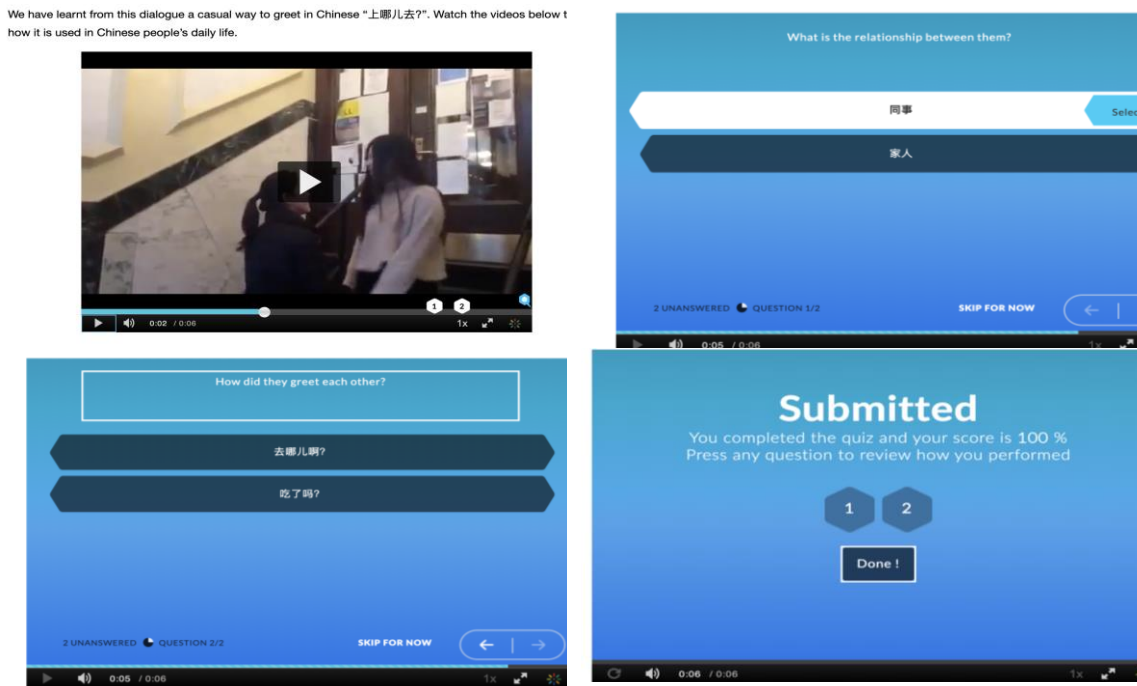 We have learnt from this dialogue a casual way to greet in Chinese “上哪儿去?”. Watch the videos below t
how it is used in Chinese people’s daily life.
1 2
0:02 / 0:06
1x
What is the relationship between them?
同事
Selec
家人
2 UNANSWERED QUESTION 1/2
SKIP FOR NOW
0:05 / 0:06
1x
How did they greet each other?
去哪儿啊?
吃了吗?
2 UNANSWERED QUESTION 2/2
SKIP FOR NOW
0:05 / 0:06
1x
Submitted
You completed the quiz and your score is 100 %
Press any question to review how you performed
1 2
Done !
0:06 / 0:06
1x